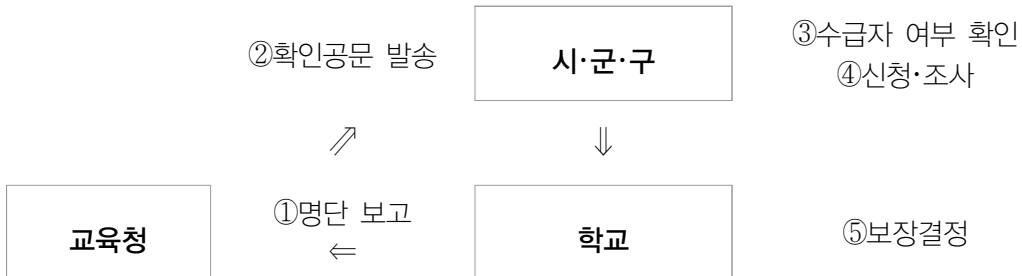 ②확인공문 발송
시·군·구
③수급자 여부 확인
④신청·조사
⇗
⇓
교육청
①명단 보고
⇐
학교
⑤보장결정